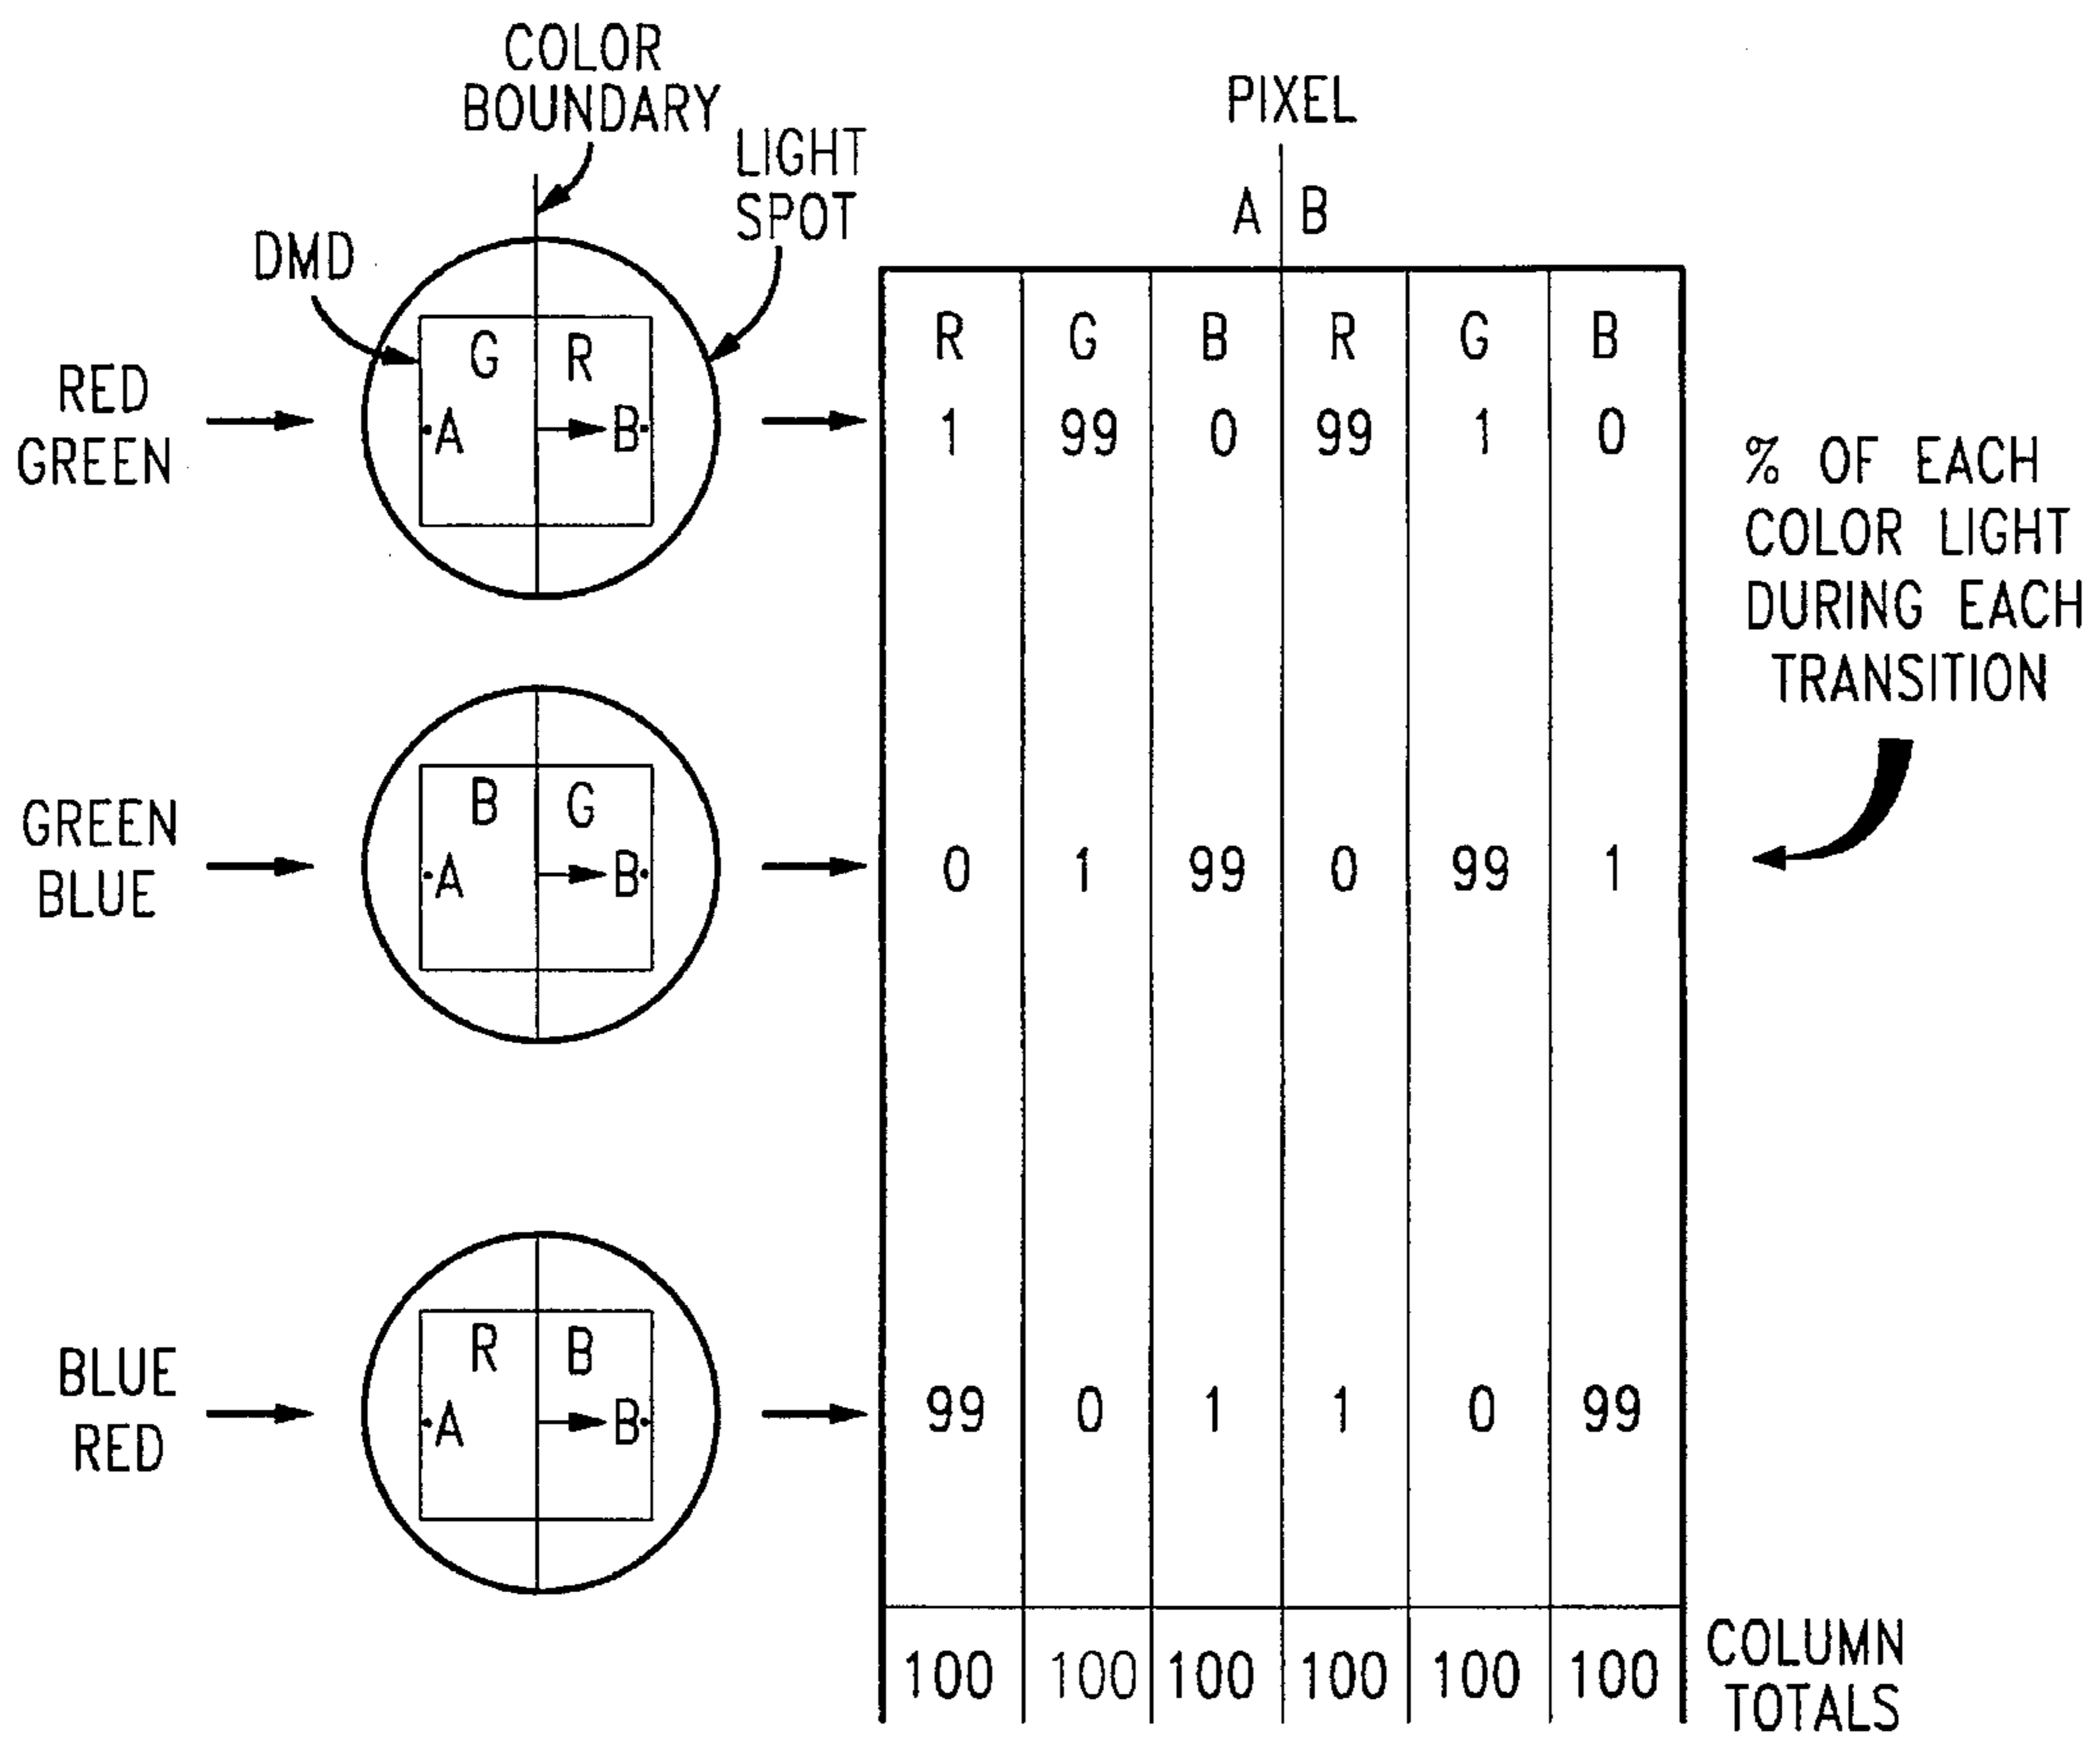 COLOR
BOUNDARY
LIGHT
SPOT
DMD
PIXEL
A B
RED
GREEN
G R
A B
R G B R G B
1 99 0 99 1 0
% OF EACH
COLOR LIGHT
DURING EACH
TRANSITION
GREEN
BLUE
B G
A B
0 1 99 0 99 1
BLUE
RED
R B
A B
99 0 1 1 0 99
100 100 100 100 100 100
COLUMN
TOTALS